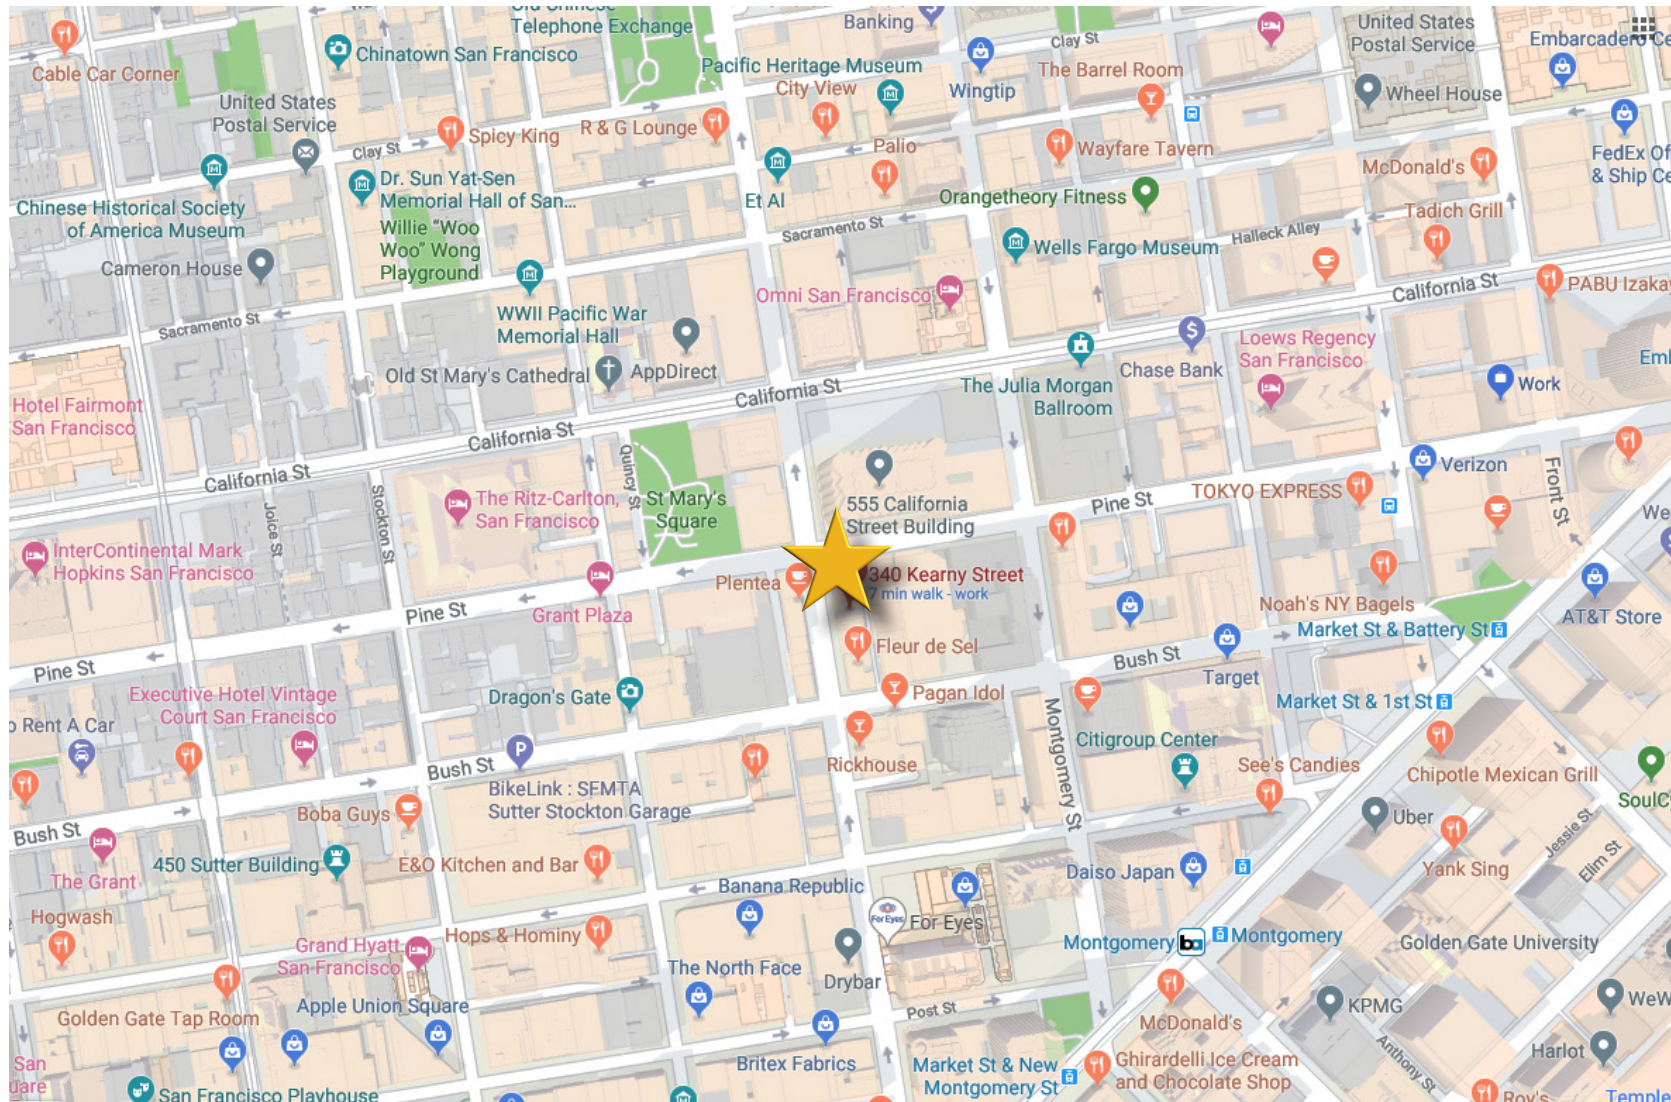 Old Chinese
Telephone Exchange
Banking
Clay St
United States
Postal Service
Embarcadero Ce
Cable Car Corner
Chinatown San Francisco
Pacific Heritage Museum
City View
The Barrel Room
Wingtip
Wheel House
United States
Postal Service
Spicy King
R & G Lounge
Palio
Wayfare Tavern
McDonald's
FedEx Of
& Ship Ce
Clay St
Dr. Sun Yat-Sen
Memorial Hall of San...
Et Al
Orangetheory Fitness
Tadich Grill
Chinese Historical Society
of America Museum
Willie "Woo
Woo" Wong
Playground
Sacramento St
Wells Fargo Museum
Halleck Alley
Cameron House
Omni San Francisco
California St
PABU Izakay
Sacramento St
WWII Pacific War
Memorial Hall
Old St Mary's Cathedral
AppDirect
The Julia Morgan
Ballroom
Chase Bank
Loews Regency
San Francisco
Work
Hotel Fairmont
San Francisco
California St
California St
California St
Quincy St
St Mary's
Square
555 California
Street Building
Pine St
TOKYO EXPRESS
Verizon
Front St
The Ritz-Carlton,
San Francisco
Stockton St
Joice St
InterContinental Mark
Hopkins San Francisco
Plentea
340 Kearny Street
7 min walk - work
Grant Plaza
Pine St
Noah's NY Bagels
Market St & Battery St
AT&T Store
Fleur de Sel
Bush St
Target
Pine St
Executive Hotel Vintage
Court San Francisco
Dragon's Gate
Pagan Idol
Market St & 1st St
o Rent A Car
P
Montgomery St
Citigroup Center
Bush St
Rickhouse
See's Candies
Chipotle Mexican Grill
BikeLink : SFMTA
Sutter Stockton Garage
SoulCy
Boba Guys
Uber
Jessie St
Bush St
450 Sutter Building
E&O Kitchen and Bar
Daiso Japan
Yank Sing
Elim St
The Grant
Banana Republic
Hogwash
For Eyes
For Eyes
Hops & Hominy
Montgomery
Montgomery
Golden Gate University
Grand Hyatt
San Francisco
The North Face
Drybar
Apple Union Square
Post St
KPMG
WeW
Golden Gate Tap Room
McDonald's
Anthony St
Harlot
Britex Fabrics
Market St & New
Montgomery St
Ghirardelli Ice Cream
and Chocolate Shop
San
uare
San Francisco Playhouse
Roy's
Temple